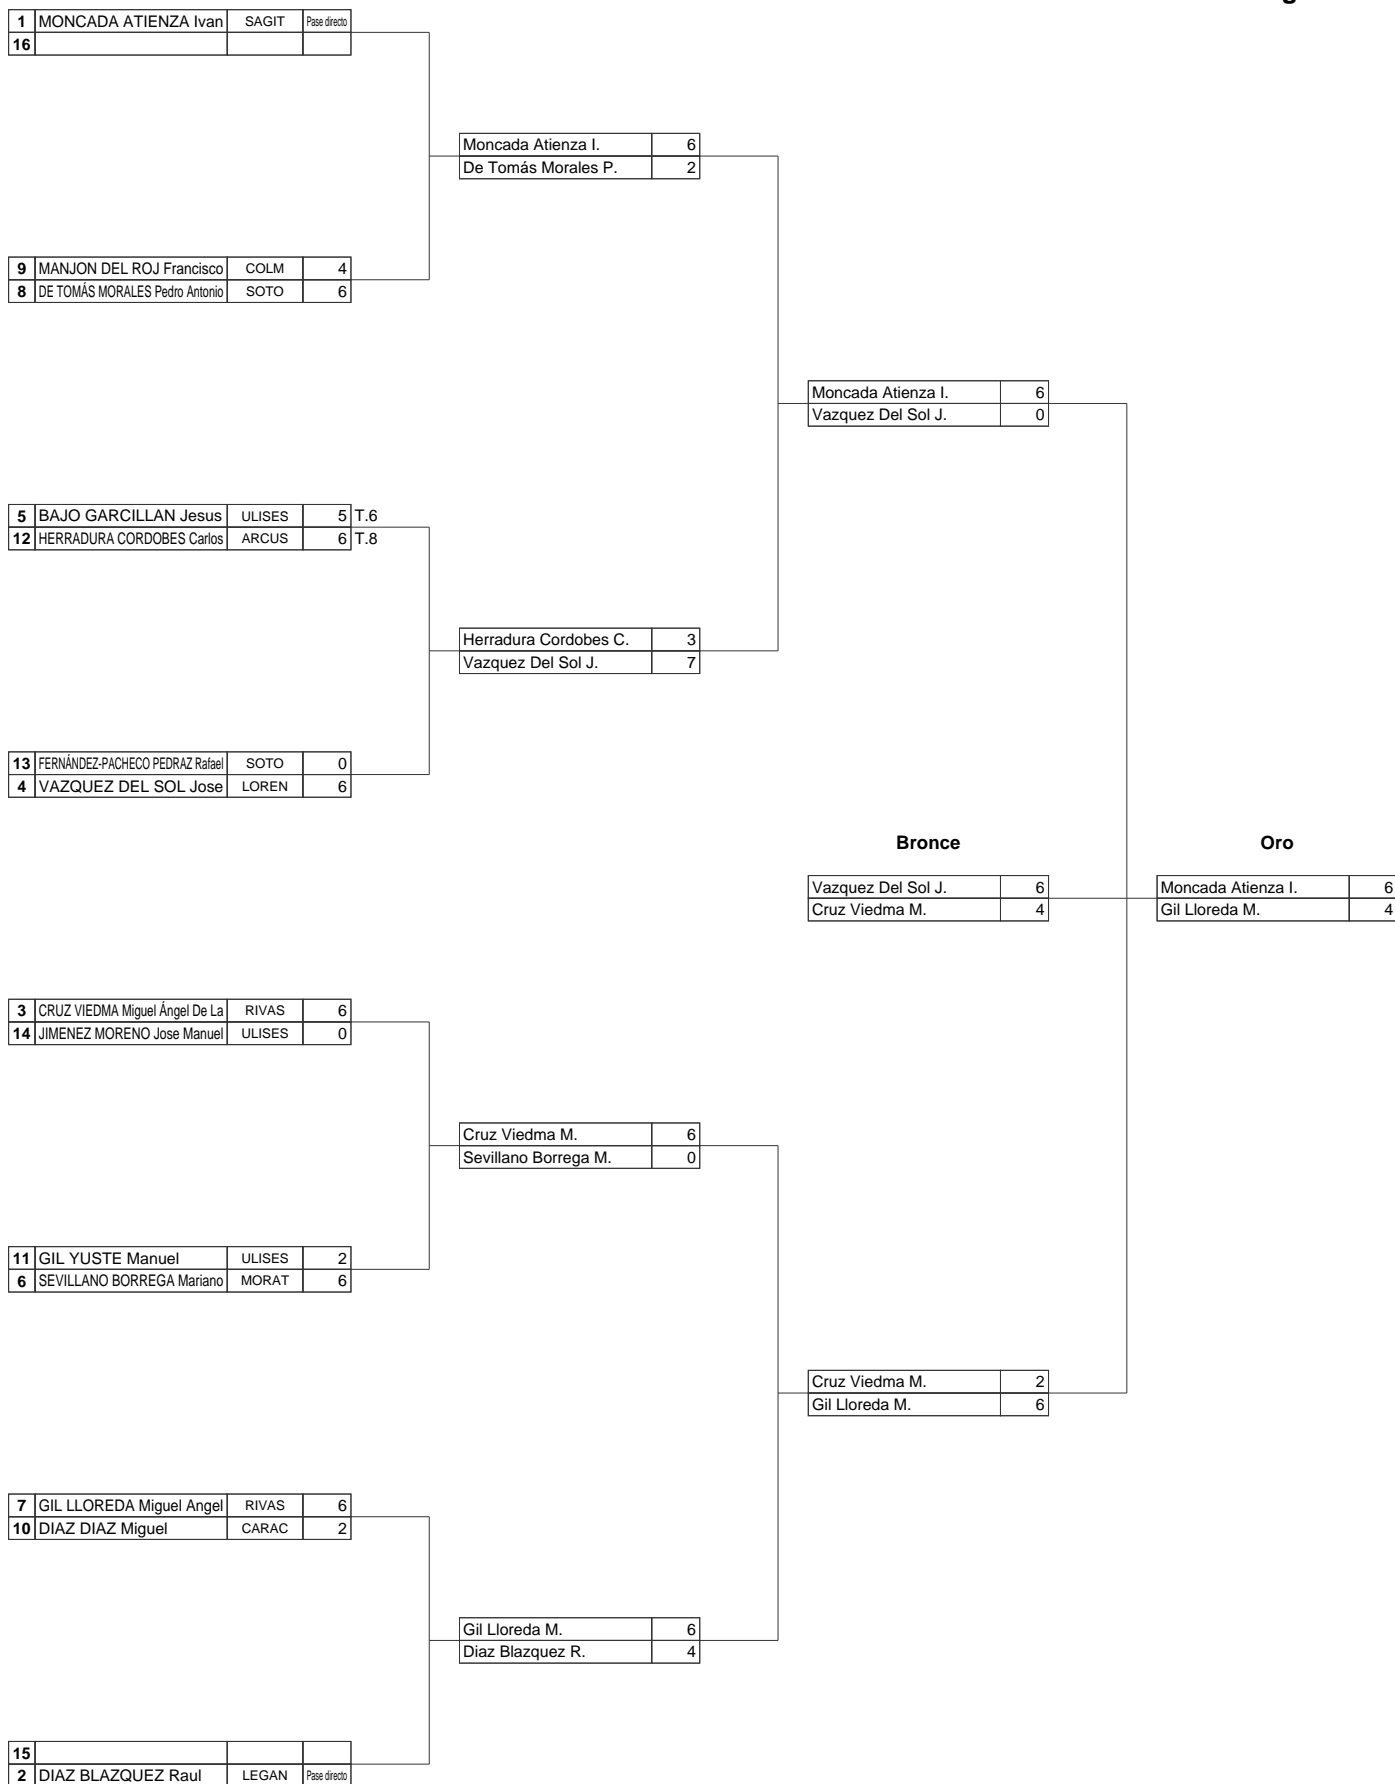 1 MONCADA ATIENZA Ivan SAGIT Pase directo
16
Moncada Atienza I. 6
De Tomás Morales P. 2
9 MANJON DEL ROJ Francisco COLM 4
8 DE TOMÁS MORALES Pedro Antonio SOTO 6
Moncada Atienza I. 6
Vazquez Del Sol J. 0
5 BAJO GARCILLAN Jesus ULISES 5 T.6
12 HERRADURA CORDOBES Carlos ARCUS 6 T.8
Herradura Cordobes C. 3
Vazquez Del Sol J. 7
13 FERNÁNDEZ-PACHECO PEDRAZ Rafael SOTO 0
4 VAZQUEZ DEL SOL Jose LOREN 6
Bronce Oro
Vazquez Del Sol J. 6 Moncada Atienza I. 6
Cruz Viedma M. 4 Gil Lloreda M. 4
3 CRUZ VIEDMA Miguel Ángel De La RIVAS 6
14 JIMENEZ MORENO Jose Manuel ULISES 0
Cruz Viedma M. 6
Sevillano Borrega M. 0
11 GIL YUSTE Manuel ULISES 2
6 SEVILLANO BORREGA Mariano MORAT 6
Cruz Viedma M. 2
Gil Lloreda M. 6
7 GIL LLOREDA Miguel Angel RIVAS 6
10 DIAZ DIAZ Miguel CARAC 2
Gil Lloreda M. 6
Diaz Blazquez R. 4
15
2 DIAZ BLAZQUEZ Raul LEGAN Pase directo